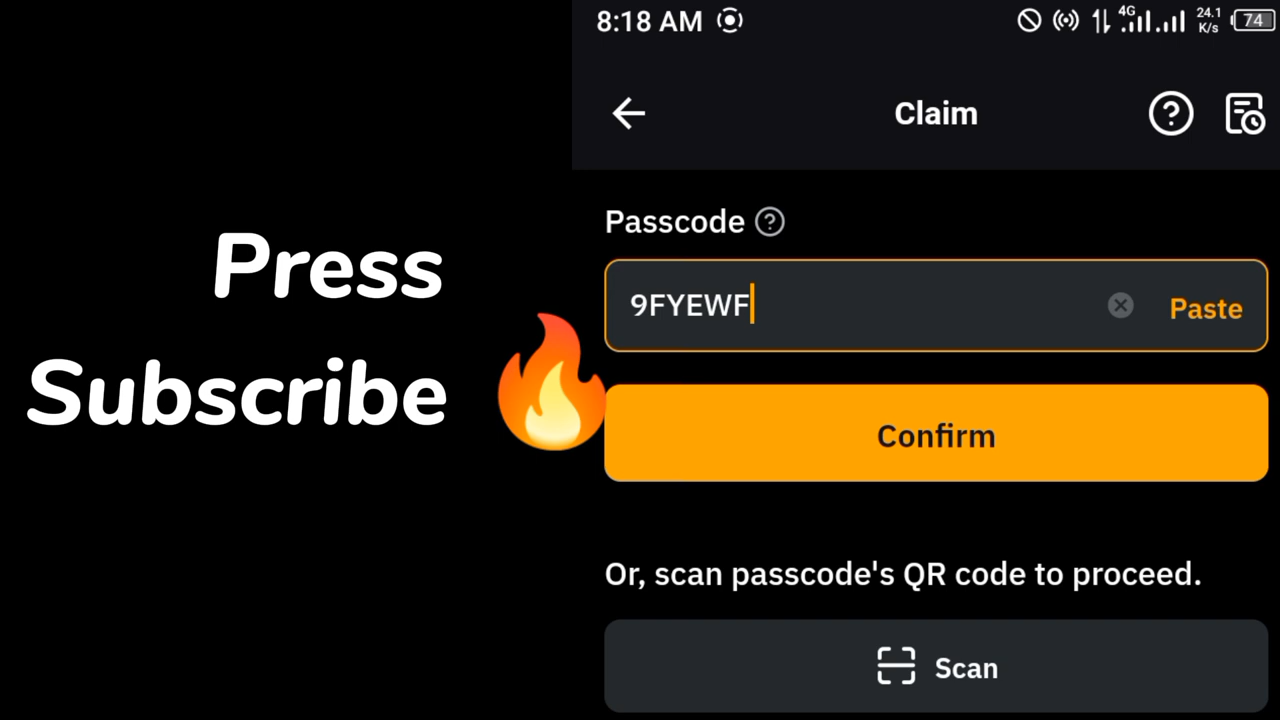 Press
Subscribe
8:18 AM
4G
24.1
K/s
74
Claim
Passcode
9FYEWF
Paste
Confirm
Or, scan passcode's QR code to proceed.
Scan